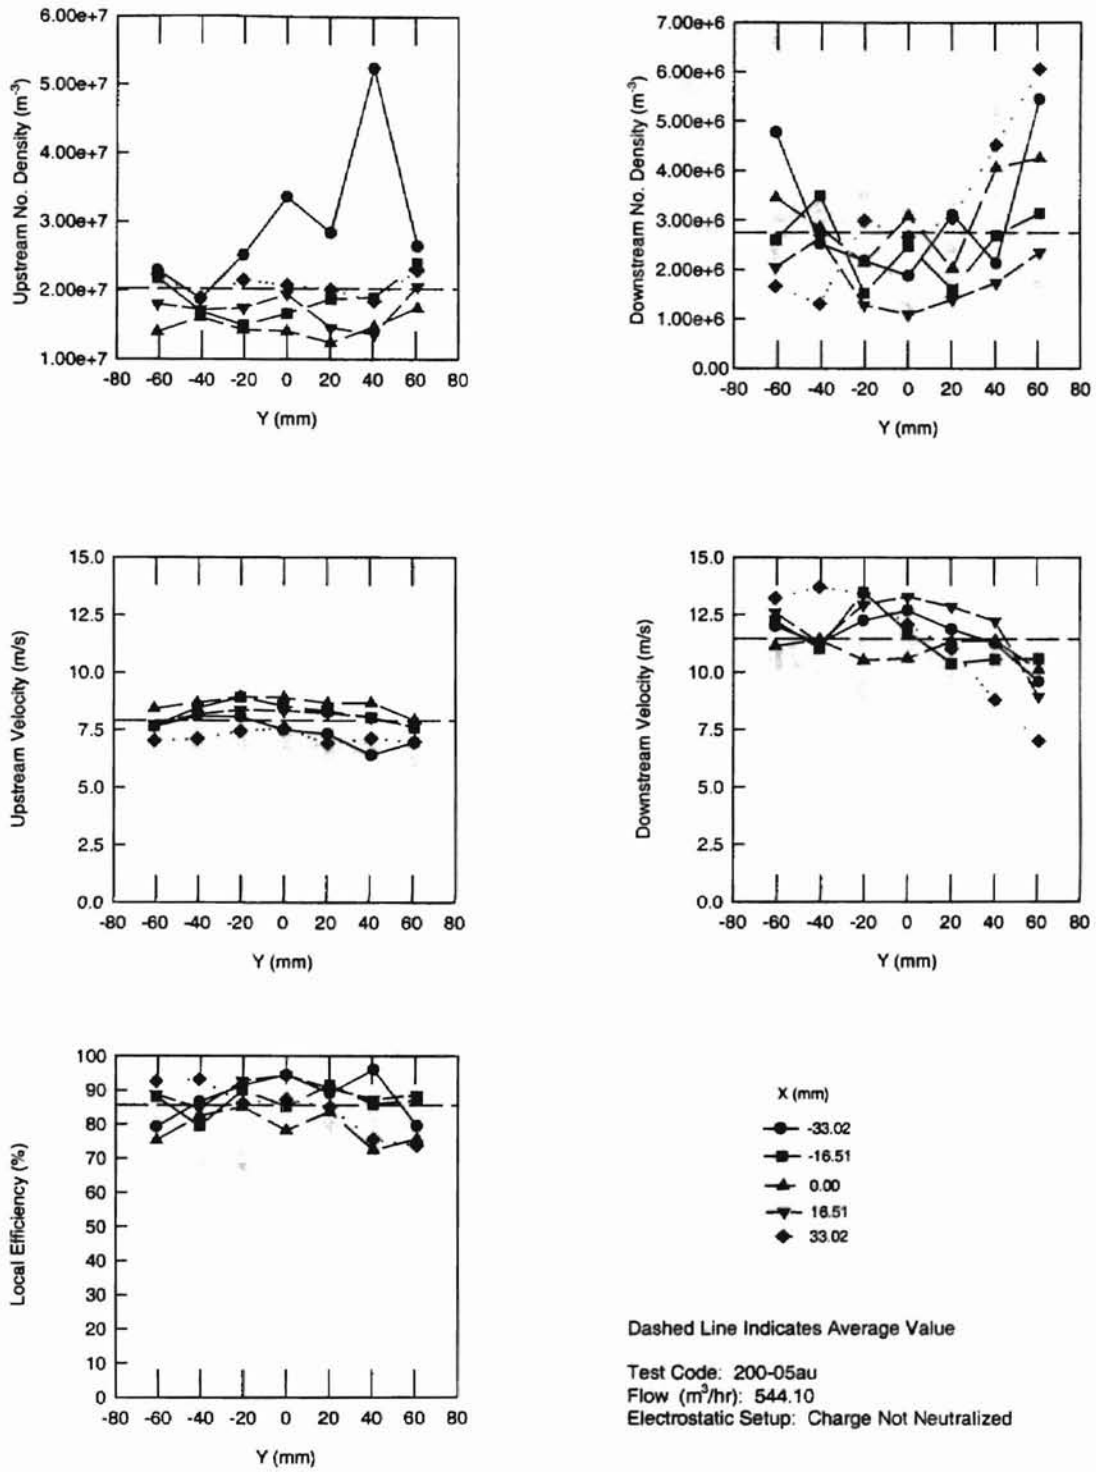 6.00e+7
5.00e+7
4.00e+7
3.00e+7
2.00e+7
1.00e+7
Upstream No. Density (m⁻³)
-80 -60 -40 -20 0 20 40 60 80
Y (mm)
7.00e+6
6.00e+6
5.00e+6
4.00e+6
3.00e+6
2.00e+6
1.00e+6
0.00
Downstream No. Density (m⁻³)
-80 -60 -40 -20 0 20 40 60 80
Y (mm)
15.0
12.5
10.0
7.5
5.0
2.5
0.0
Upstream Velocity (m/s)
-80 -60 -40 -20 0 20 40 60 80
Y (mm)
15.0
12.5
10.0
7.5
5.0
2.5
0.0
Downstream Velocity (m/s)
-80 -60 -40 -20 0 20 40 60 80
Y (mm)
100
90
80
70
60
50
40
30
20
10
0
Local Efficiency (%)
-80 -60 -40 -20 0 20 40 60 80
Y (mm)
X (mm)
-33.02
-16.51
0.00
16.51
33.02
Dashed Line Indicates Average Value
Test Code: 200-05au
Flow (m³/hr): 544.10
Electrostatic Setup: Charge Not Neutralized